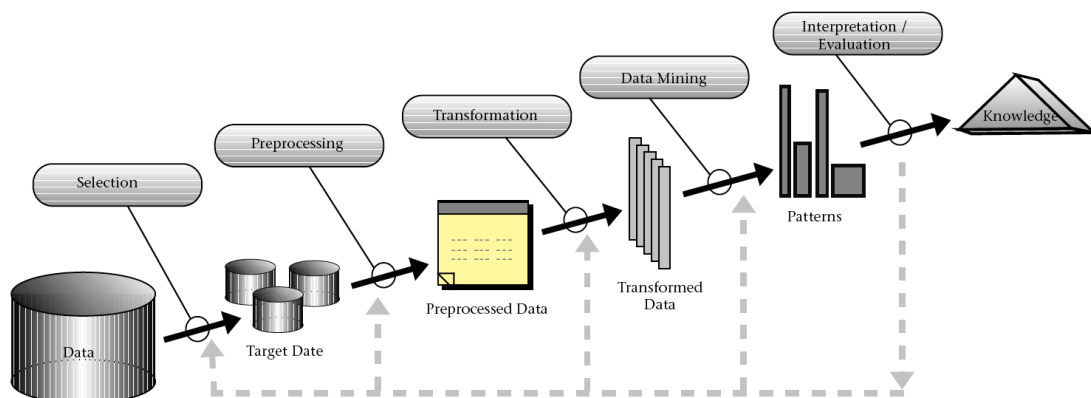 Interpretation /
Evaluation
Data Mining
Transformation
Preprocessing
Selection
Data
Target Date
Preprocessed Data
Transformed
Data
Patterns
Knowledge